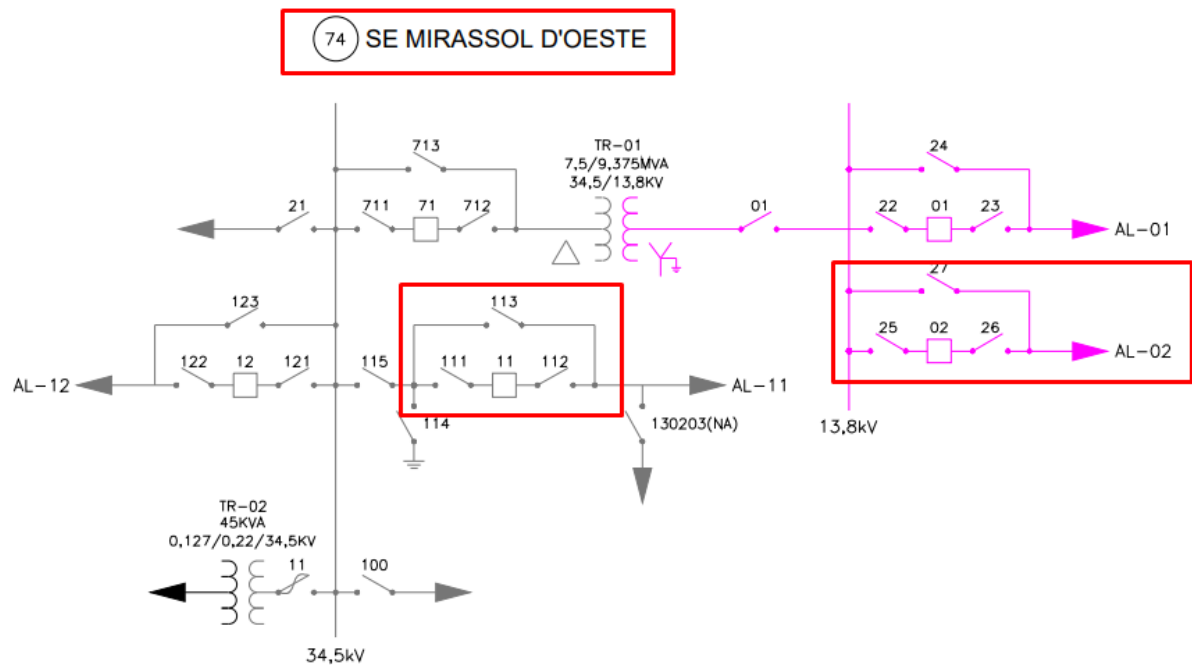 74 SE MIRASSOL D'OESTE
713
TR-01
7,5/9,375MVA
34,5/13,8KV
24
21
711
71
712
01
22
01
23
AL-01
27
123
113
25
02
26
AL-02
AL-12
122
12
121
115
111
11
112
AL-11
114
130203(NA)
13,8kV
TR-02
45KVA
0,127/0,22/34,5KV
11
100
34,5kV